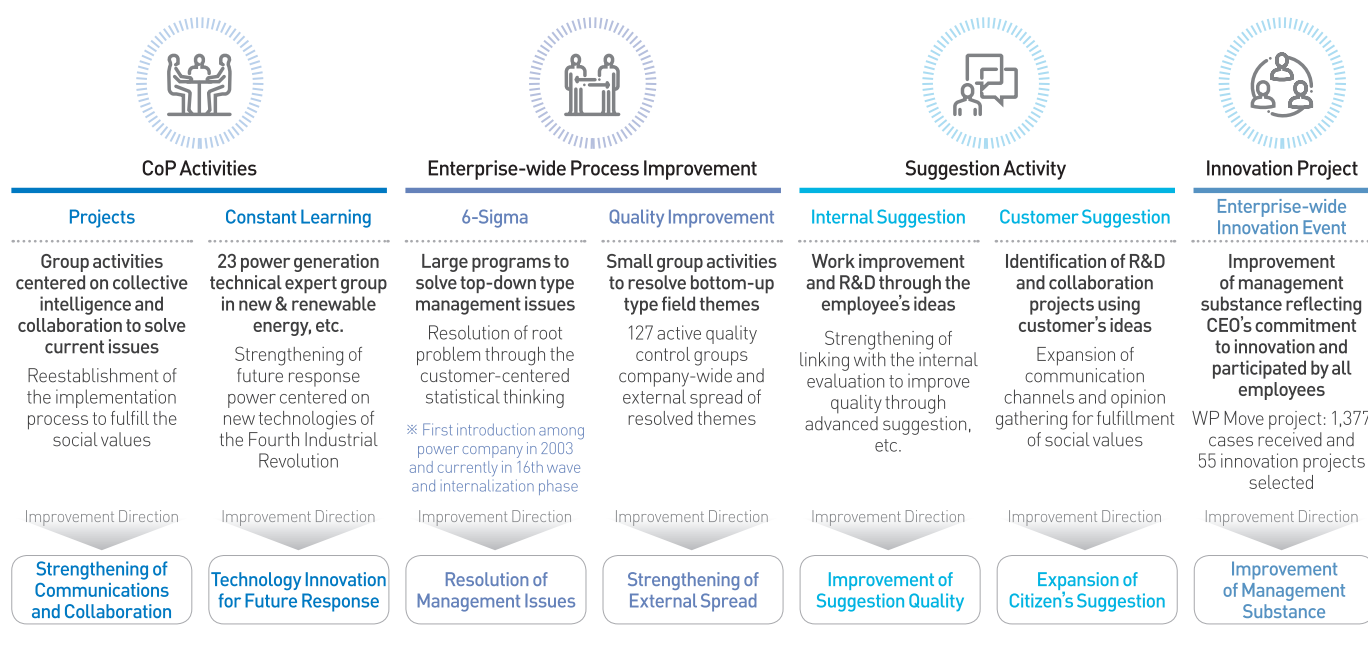 CoP Activities
Projects
Group activities
centered on collective
intelligence and
collaboration to solve
current issues
Reestablishment of
the implementation
process to fulfill the
social values
Improvement Direction
Strengthening of
Communications
and Collaboration
Constant Learning
23 power generation
technical expert group
in new & renewable
energy, etc.
Strengthening of
future response
power centered on
new technologies of
the Fourth Industrial
Revolution
Improvement Direction
Technology Innovation
for Future Response
Enterprise-wide Process Improvement
6-Sigma
Large programs to
solve top-down type
management issues
Resolution of root
problem through the
customer-centered
statistical thinking
※ First introduction among
power company in 2003
and currently in 16th wave
and internalization phase
Improvement Direction
Resolution of
Management Issues
Quality Improvement
Small group activities
to resolve bottom-up
type field themes
127 active quality
control groups
company-wide and
external spread of
resolved themes
Improvement Direction
Strengthening of
External Spread
Suggestion Activity
Internal Suggestion
Work improvement
and R&D through the
employee's ideas
Strengthening of
linking with the internal
evaluation to improve
quality through
advanced suggestion,
etc.
Improvement Direction
Improvement of
Suggestion Quality
Customer Suggestion
Identification of R&D
and collaboration
projects using
customer's ideas
Expansion of
communication
channels and opinion
gathering for fulfillment
of social values
Improvement Direction
Expansion of
Citizen's Suggestion
Innovation Project
Enterprise-wide
Innovation Event
Improvement
of management
substance reflecting
CEO's commitment
to innovation and
participated by all
employees
WP Move project: 1,377
cases received and
55 innovation projects
selected
Improvement Direction
Improvement
of Management
Substance